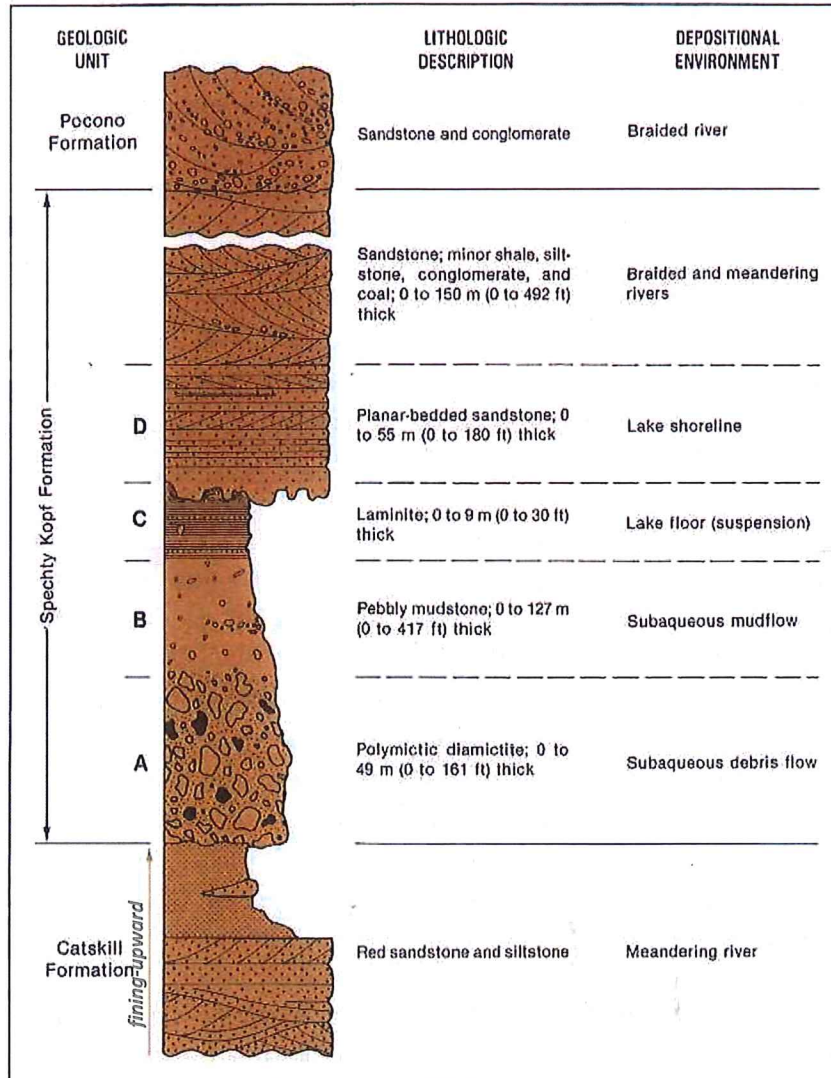 GEOLOGIC
UNIT
LITHOLOGIC
DESCRIPTION
DEPOSITIONAL
ENVIRONMENT
Pocono
Formation
Sandstone and conglomerate
Braided river
Spechty Kopf Formation
Sandstone; minor shale, silt-
stone, conglomerate, and
coal; 0 to 150 m (0 to 492 ft)
thick
Braided and meandering
rivers
D
Planar-bedded sandstone; 0
to 55 m (0 to 180 ft) thick
Lake shoreline
C
Laminite; 0 to 9 m (0 to 30 ft)
thick
Lake floor (suspension)
B
Pebbly mudstone; 0 to 127 m
(0 to 417 ft) thick
Subaqueous mudflow
A
Polymictic diamictite; 0 to
49 m (0 to 161 ft) thick
Subaqueous debris flow
Catskill
Formation
fining-upward
Red sandstone and siltstone
Meandering river